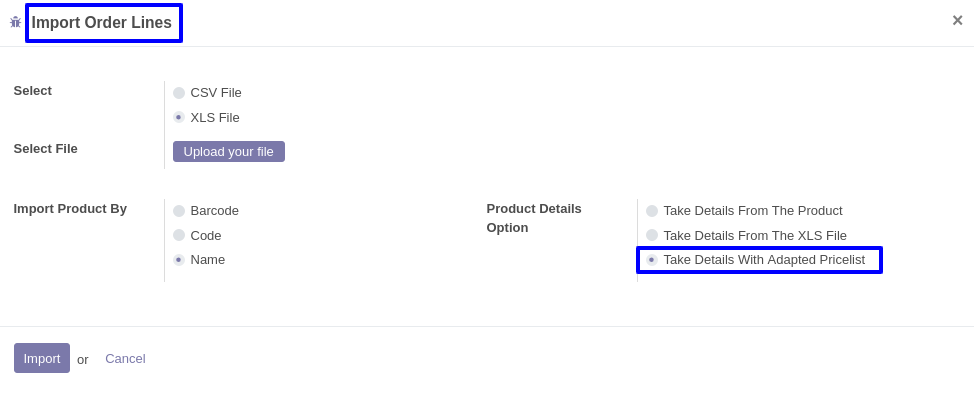 Import Order Lines
×
Select
CSV File
XLS File
Select File
Upload your file
Import Product By
Barcode
Code
Name
Product Details
Option
Take Details From The Product
Take Details From The XLS File
Take Details With Adapted Pricelist
Import or Cancel